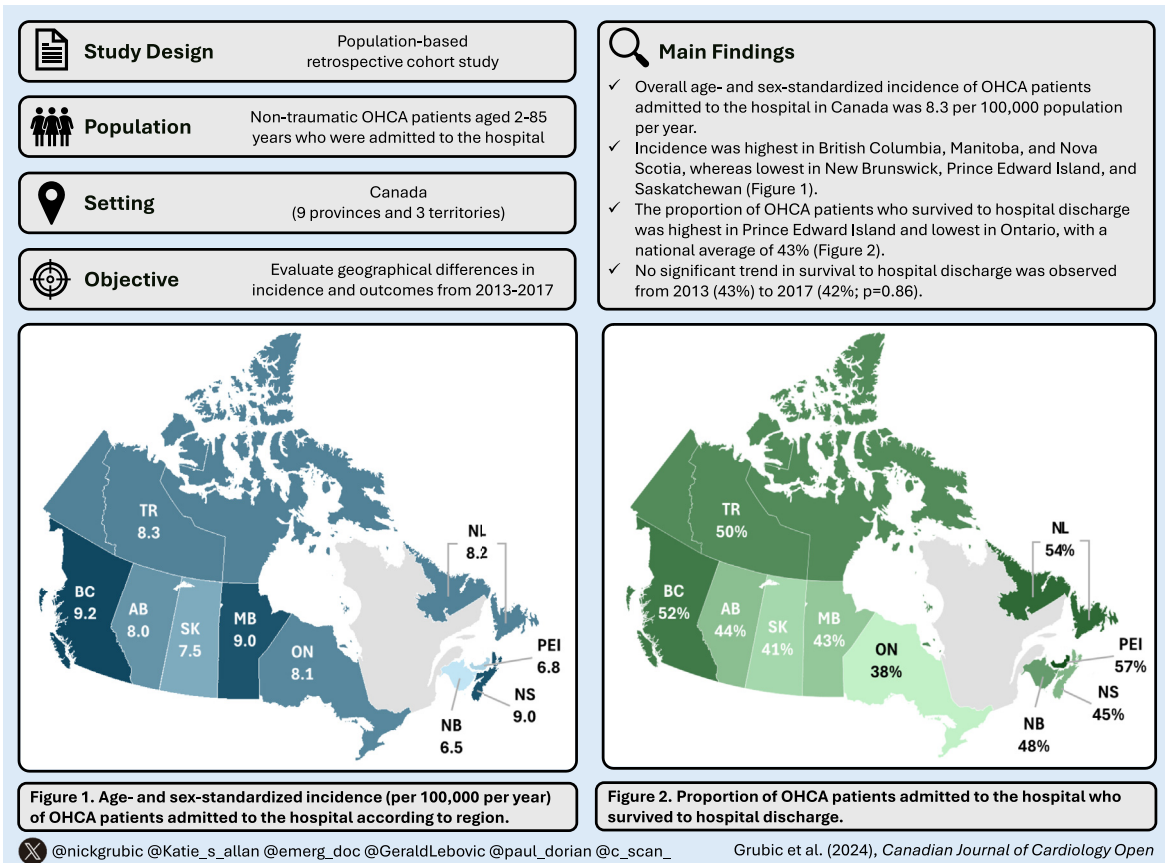 Study Design
Population-based
retrospective cohort study
Population
Non-traumatic OHCA patients aged 2-85
years who were admitted to the hospital
Setting
Canada
(9 provinces and 3 territories)
Objective
Evaluate geographical differences in
incidence and outcomes from 2013-2017
Main Findings
✓ Overall age- and sex-standardized incidence of OHCA patients
admitted to the hospital in Canada was 8.3 per 100,000 population
per year.
✓ Incidence was highest in British Columbia, Manitoba, and Nova
Scotia, whereas lowest in New Brunswick, Prince Edward Island, and
Saskatchewan (Figure 1).
✓ The proportion of OHCA patients who survived to hospital discharge
was highest in Prince Edward Island and lowest in Ontario, with a
national average of 43% (Figure 2).
✓ No significant trend in survival to hospital discharge was observed
from 2013 (43%) to 2017 (42%; p=0.86).
TR
8.3
NL
8.2
BC
9.2
AB
8.0
SK
7.5
MB
9.0
ON
8.1
PEI
6.8
NS
9.0
NB
6.5
Figure 1. Age- and sex-standardized incidence (per 100,000 per year)
of OHCA patients admitted to the hospital according to region.
TR
50%
NL
54%
BC
52%
AB
44%
SK
41%
MB
43%
ON
38%
PEI
57%
NS
45%
NB
48%
Figure 2. Proportion of OHCA patients admitted to the hospital who
survived to hospital discharge.
@nickgrubic @Katie_s_allan @emerg_doc @GeraldLebovic @paul_dorian @c_scan_
Grubic et al. (2024), Canadian Journal of Cardiology Open